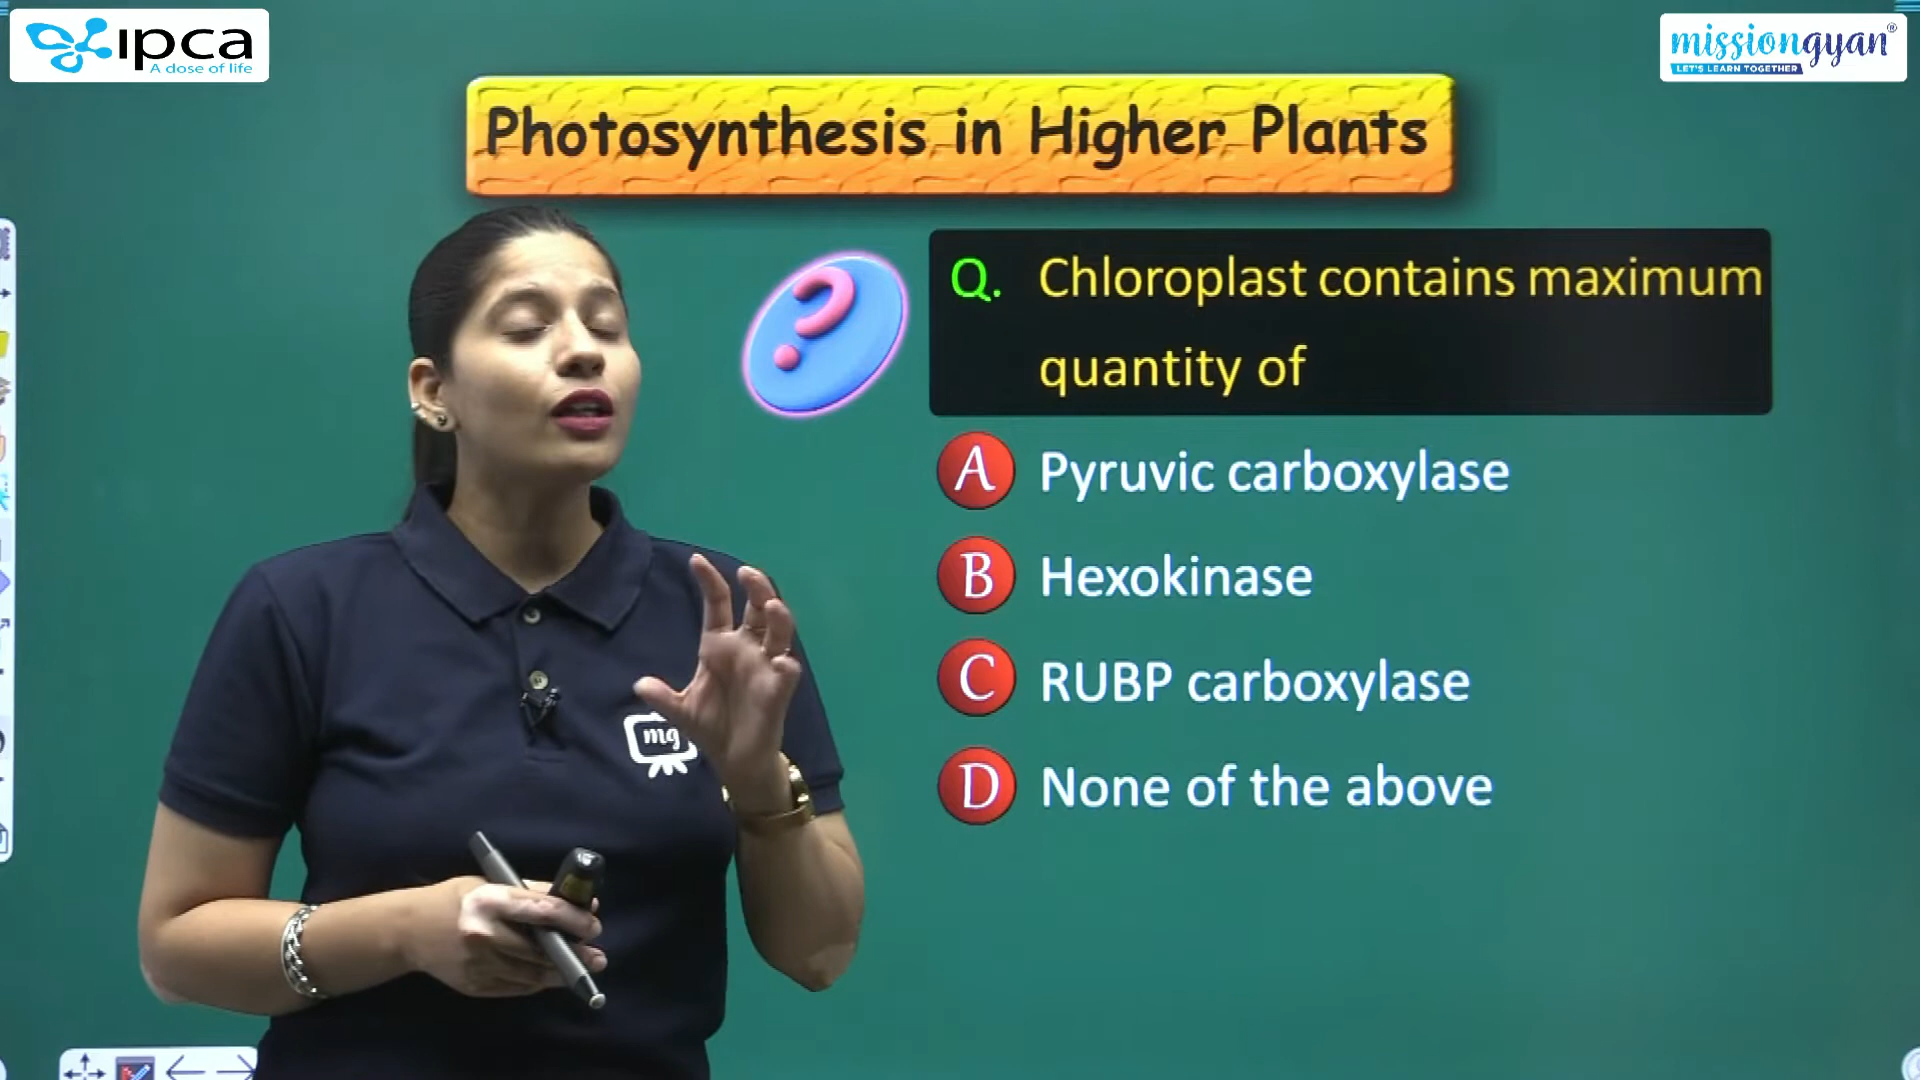 ipca
A dose of life
missiongyan®
LET'S LEARN TOGETHER
Photosynthesis in Higher Plants
Q. Chloroplast contains maximum
quantity of
A Pyruvic carboxylase
B Hexokinase
C RUBP carboxylase
D None of the above
mg